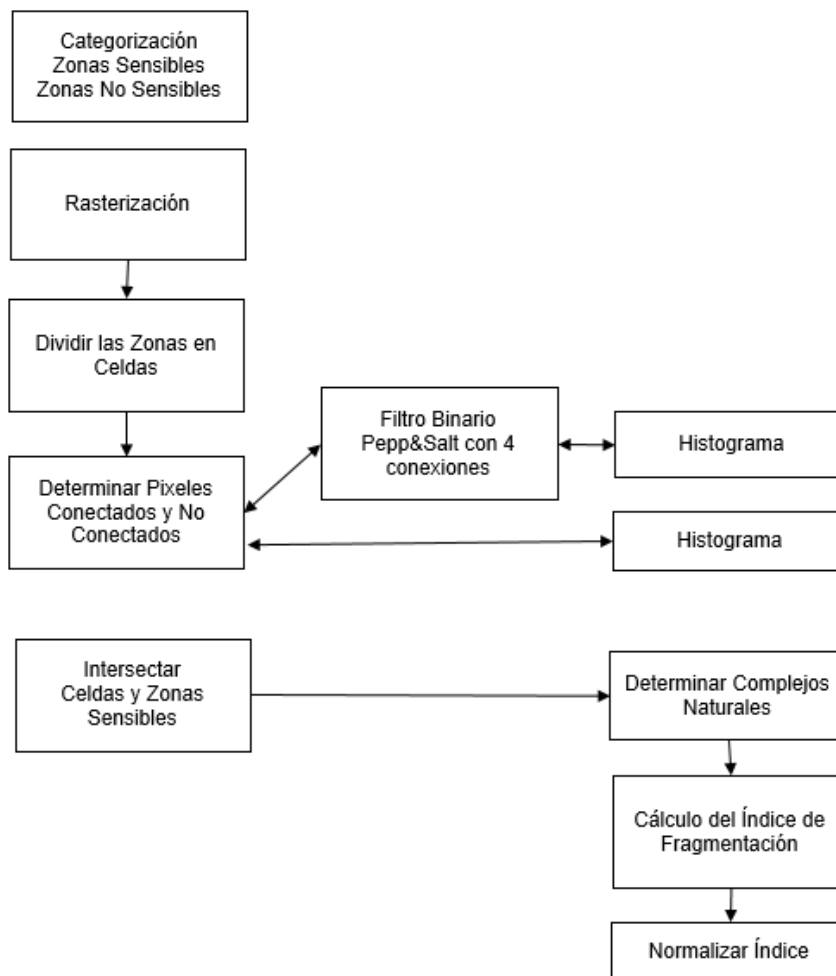 Categorización
Zonas Sensibles
Zonas No Sensibles
Rasterización
Dividir las Zonas en
Celdas
Filtro Binario
Pepp&Salt con 4
conexiones
Histograma
Determinar Pixeles
Conectados y No
Conectados
Histograma
Intersectar
Celdas y Zonas
Sensibles
Determinar Complejos
Naturales
Cálculo del Índice de
Fragmentación
Normalizar Índice